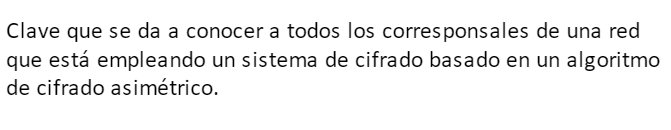 Clave que se da a conocer a todos los corresponsales de una red
que está empleando un sistema de cifrado basado en un algoritmo
de cifrado asimétrico.